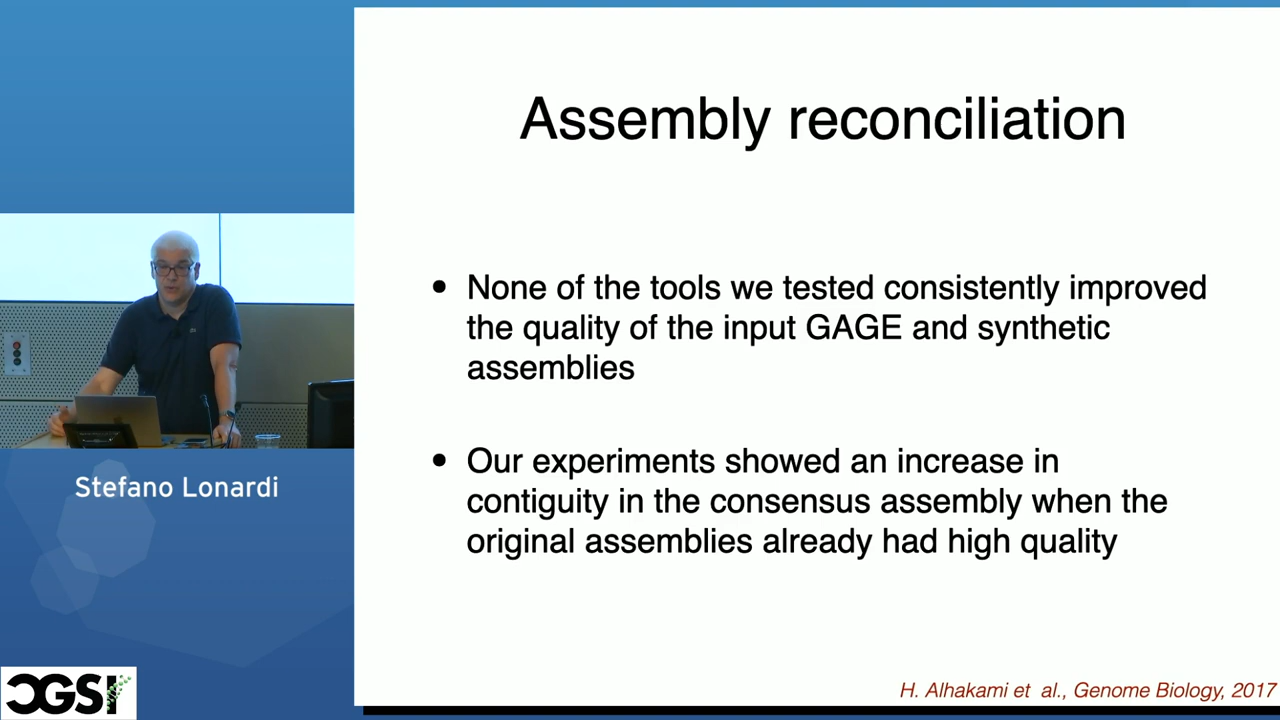 Assembly reconciliation
• None of the tools we tested consistently improved
the quality of the input GAGE and synthetic
assemblies
• Our experiments showed an increase in
contiguity in the consensus assembly when the
original assemblies already had high quality
H. Alhakami et al., Genome Biology, 2017
Stefano Lonardi
CGSI